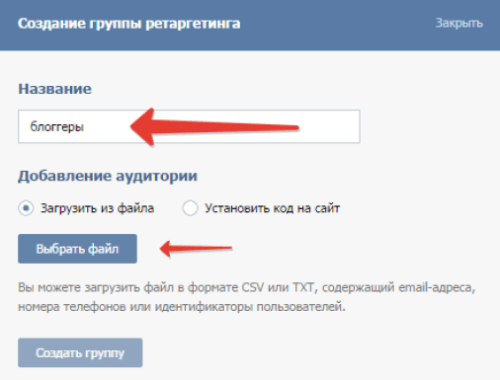 Создание группы ретаргетинга
Закрыть
Название
блоггеры
Добавление аудитории
Загрузить из файла
Установить код на сайт
Выбрать файл
Вы можете загрузить файл в формате CSV или TXT, содержащий email-адреса,
номера телефонов или идентификаторы пользователей.
Создать группу